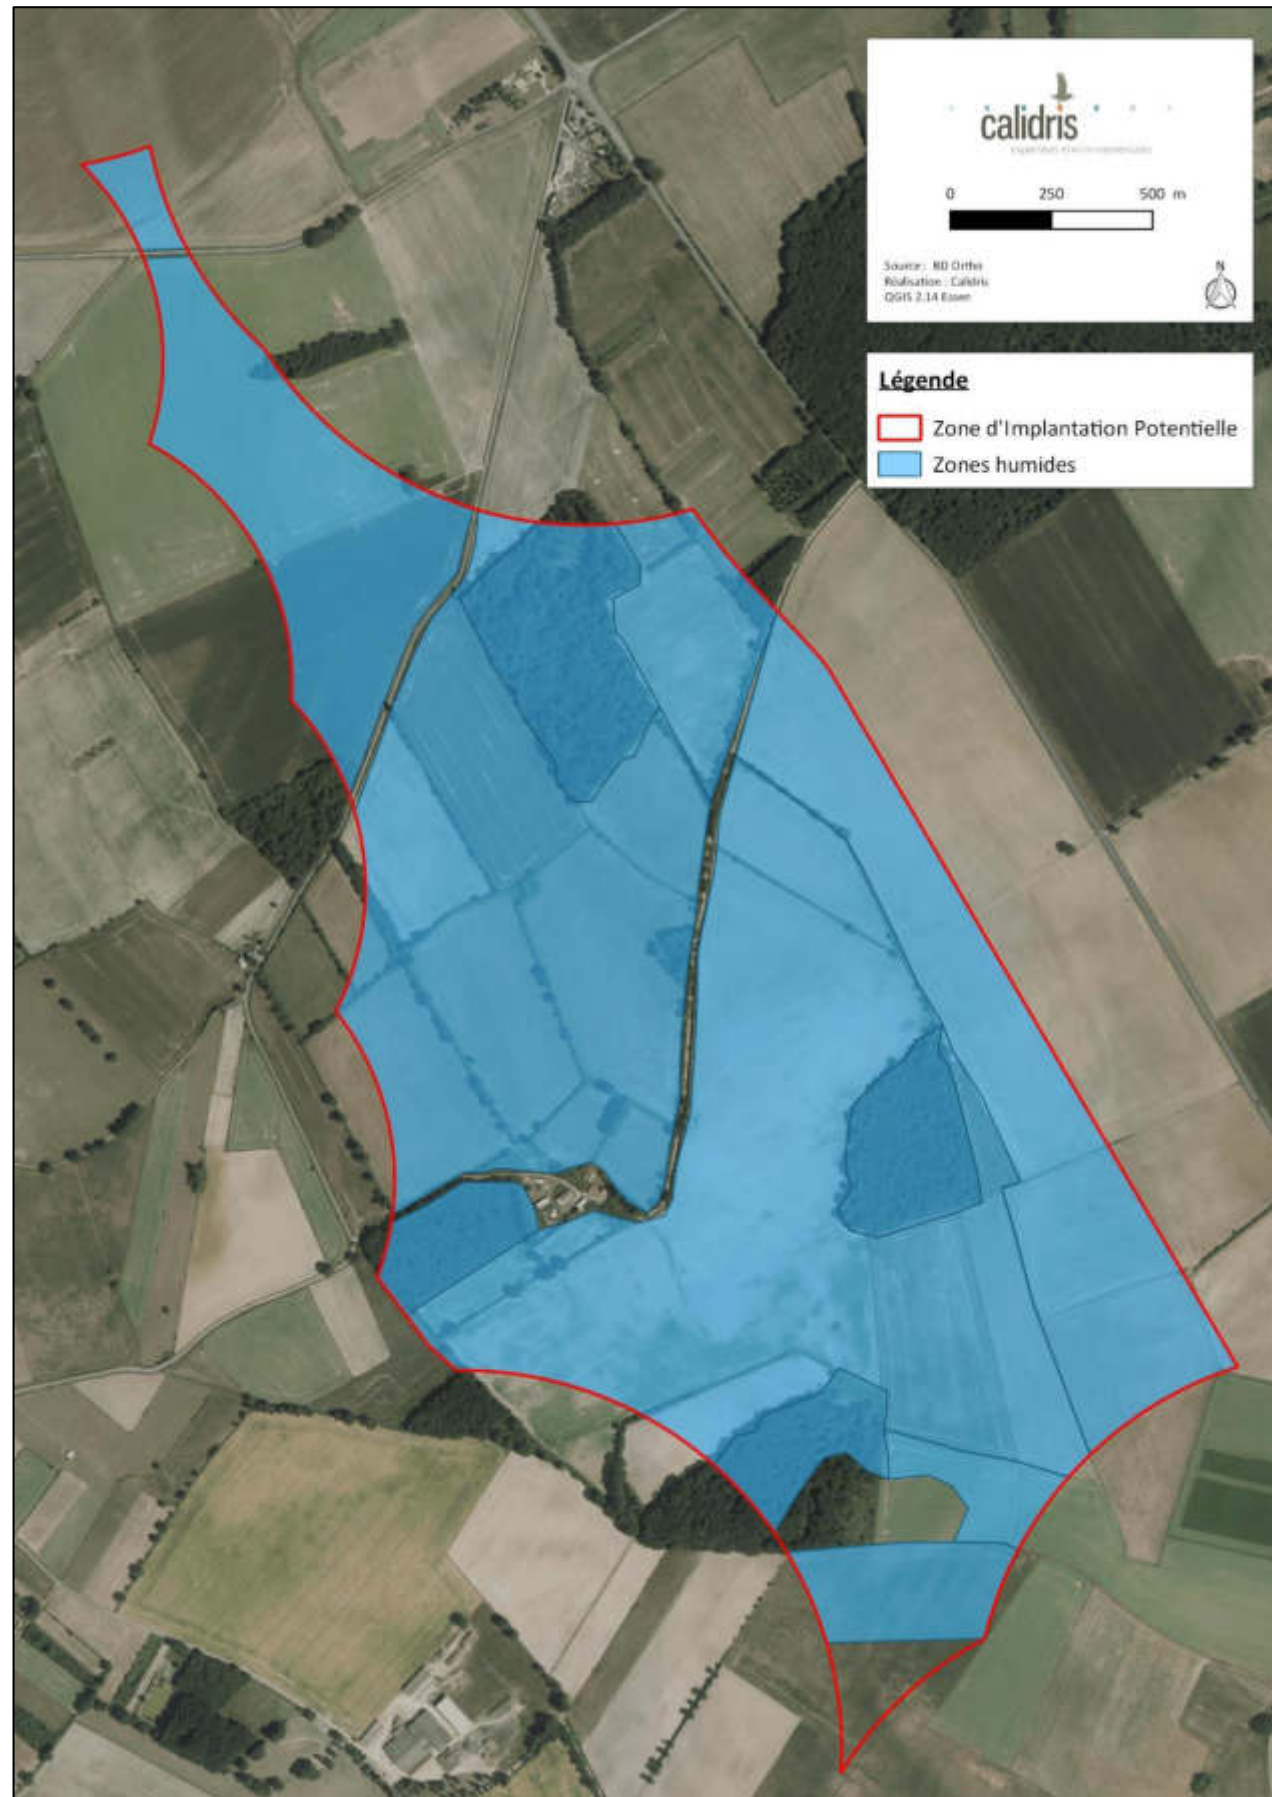 calidris
0 250 500 m
Source : BD Ortho
Réalisation : Calidris
QGIS 2.14 Essen
N
Légende
Zone d'Implantation Potentielle
Zones humides